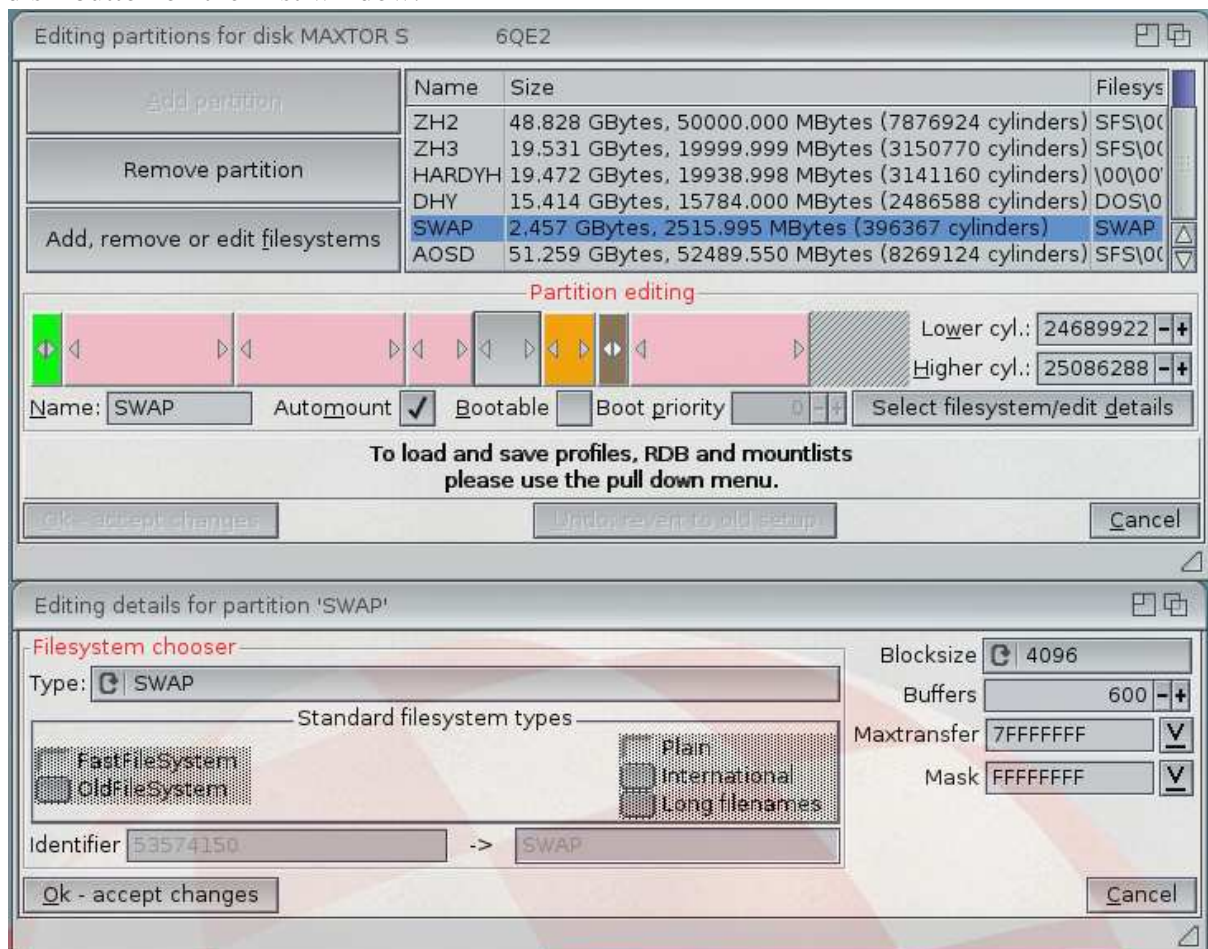 Editing partitions for disk MAXTOR S 6QE2
Add partition
Remove partition
Add, remove or edit filesystems
Name Size Filesys
ZH2 48.828 GBytes, 50000.000 MBytes (7876924 cylinders) SFS\0(
ZH3 19.531 GBytes, 19999.999 MBytes (3150770 cylinders) SFS\0(
HARDYH 19.472 GBytes, 19938.998 MBytes (3141160 cylinders) \00\00'
DHY 15.414 GBytes, 15784.000 MBytes (2486588 cylinders) DOS\0
SWAP 2,457 GBytes, 2515.995 MBytes (396367 cylinders) SWAP
AOSD 51.259 GBytes, 52489.550 MBytes (8269124 cylinders) SFS\0(
Partition editing
Lower cyl.: 24689922 - +
Higher cyl.: 25086288 - +
Name: SWAP Automount Bootable Boot priority 0 - + Select filesystem/edit details
To load and save profiles, RDB and mountlists
please use the pull down menu.
Ok - accept changes Undo, revert to old setup Cancel
Editing details for partition 'SWAP'
Filesystem chooser
Type: SWAP
Standard filesystem types
FastFileSystem
OldFileSystem
Plain
International
Long filenames
Identifier 53574150 -> SWAP
Blocksize 4096
Buffers 600 - +
Maxtransfer 7FFFFFFF
Mask FFFFFFFF
Ok - accept changes Cancel